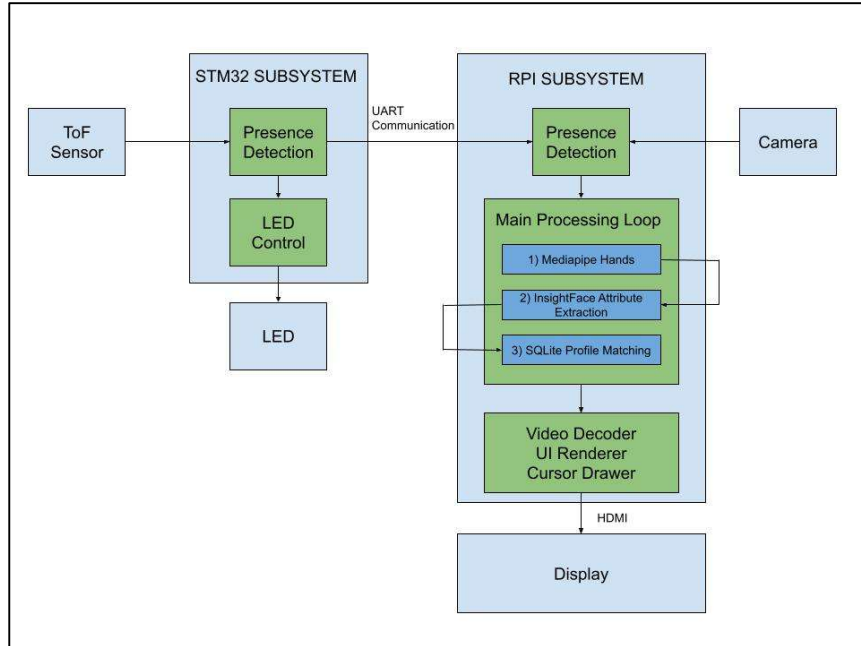 STM32 SUBSYSTEM
RPI SUBSYSTEM
UART
Communication
ToF
Sensor
Presence
Detection
Presence
Detection
Camera
LED
Control
Main Processing Loop
1) Mediapipe Hands
2) InsightFace Attribute
Extraction
3) SQLite Profile Matching
LED
Video Decoder
UI Renderer
Cursor Drawer
HDMI
Display